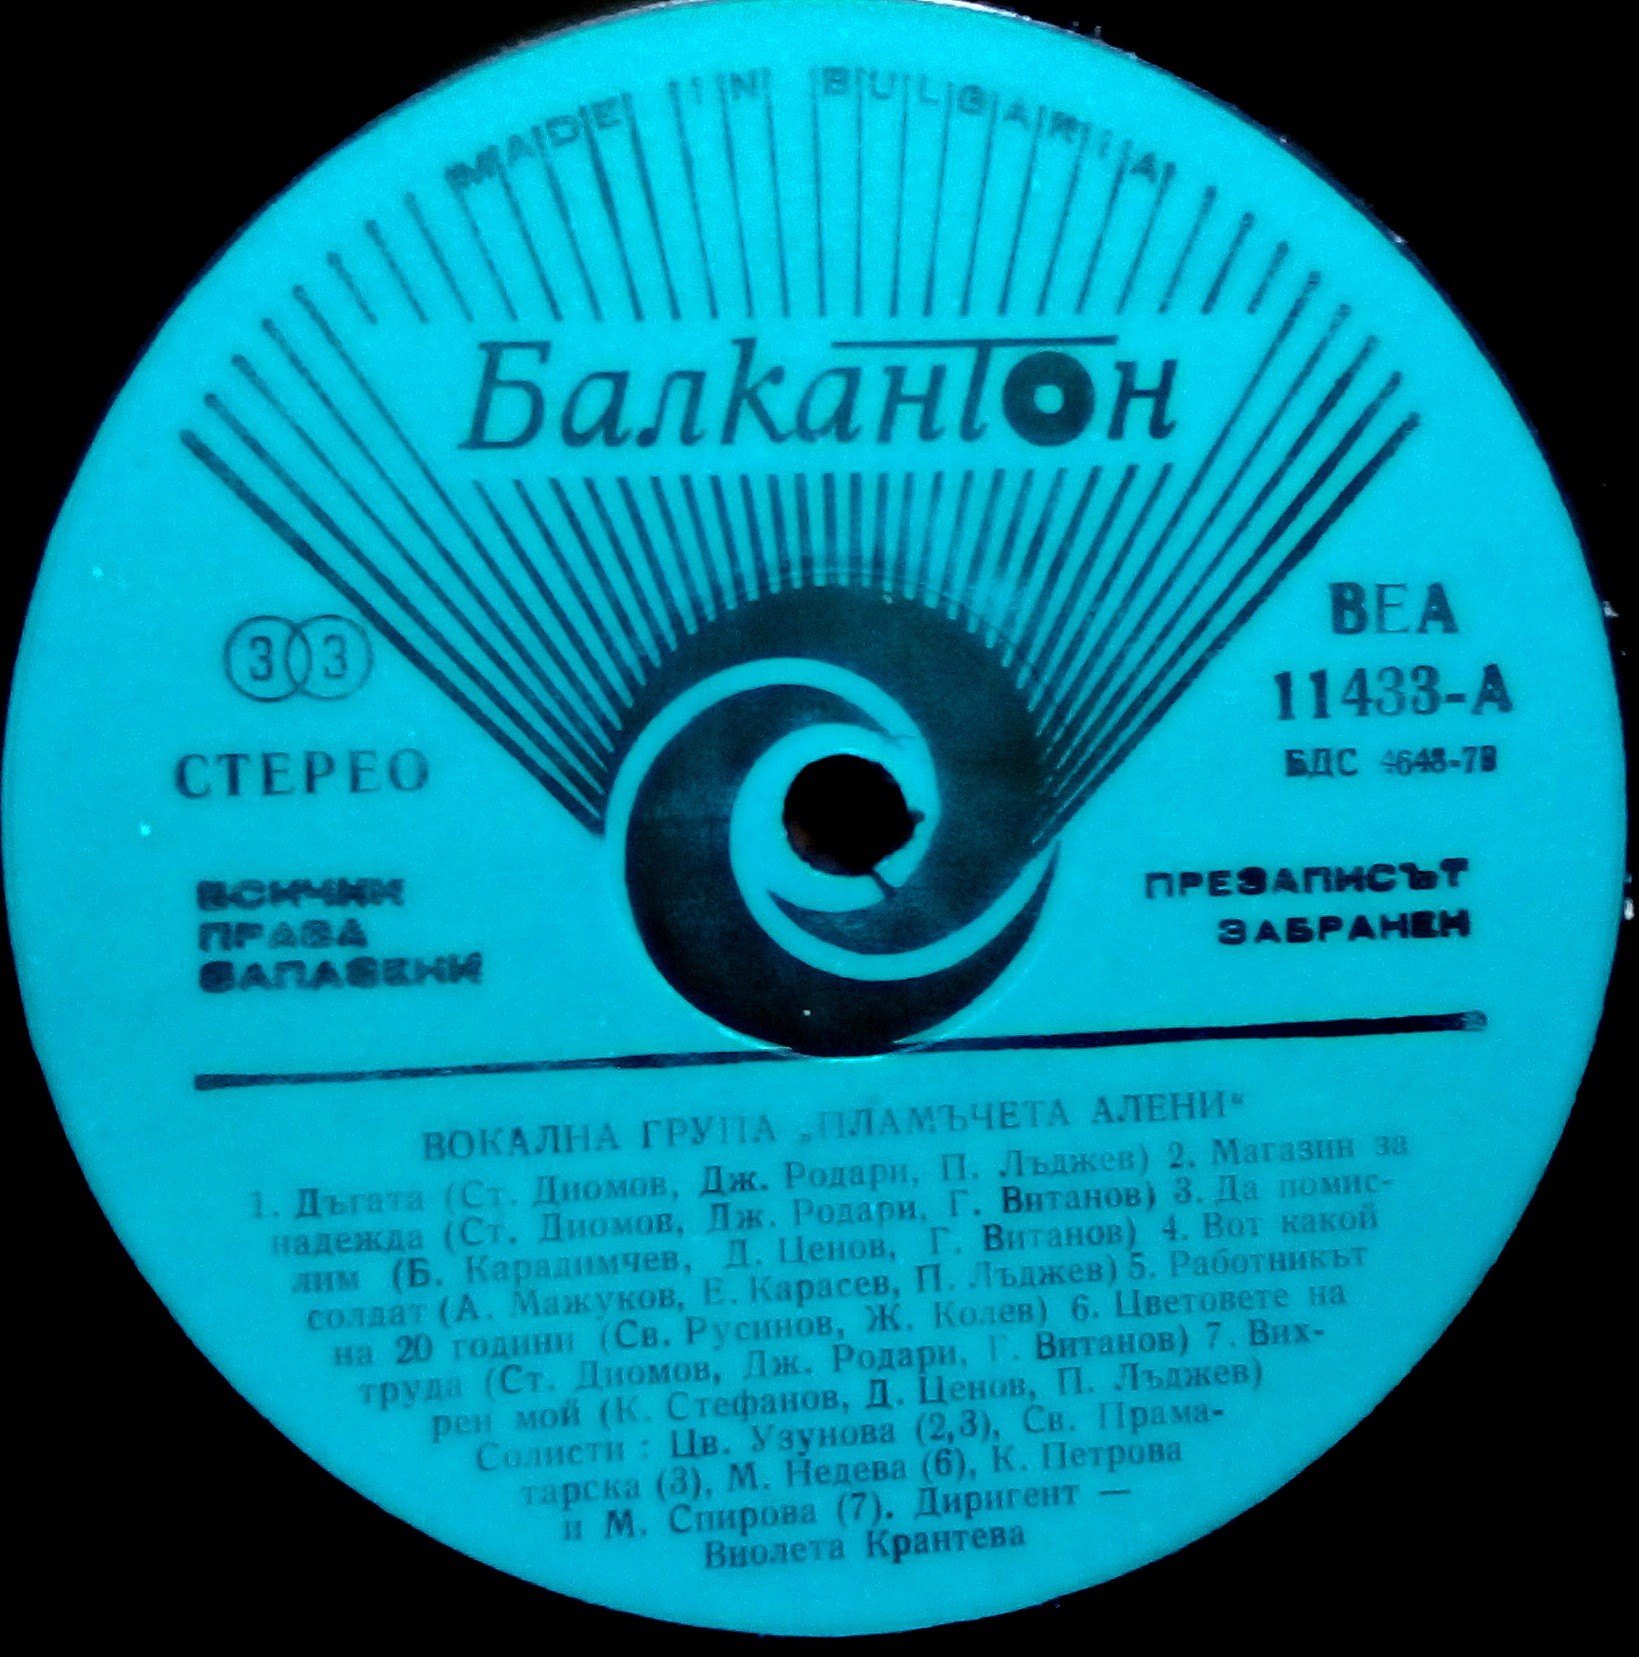 MADE IN BULGARIA
Балкантон
33
СТЕРЕО
ВЕА
11433-А
БДС 4643-78
ВСИЧКИ
ПРАВА
ЗАПАЗЕНИ
ПРЕЗАПИСЪТ
ЗАБРАНЕН
ВОКАЛНА ГРУПА „ПЛАМЪЧЕТА АЛЕНИ“
1. Дъгата (Ст. Диомов, Дж. Родари, П. Лъджев) 2. Магазин за
надежда (Ст. Диомов, Дж. Родари, Г. Витанов) 3. Да помис-
лим (Б. Карадимчев, Д. Ценов, Г. Витанов) 4. Вот какой
солдат (А. Мажуков, Е. Карасев, П. Лъджев) 5. Работникът
на 20 години (Св. Русинов, Ж. Колев) 6. Цветовете на
труда (Ст. Диомов, Дж. Родари, Г. Витанов) 7. Вих-
рен мой (К. Стефанов, Д. Ценов, П. Лъджев)
Солисти : Цв. Узунова (2,3), Св. Прама-
тарска (3), М. Недева (6), К. Петрова
и М. Спирова (7). Диригент —
Виолета Крантева